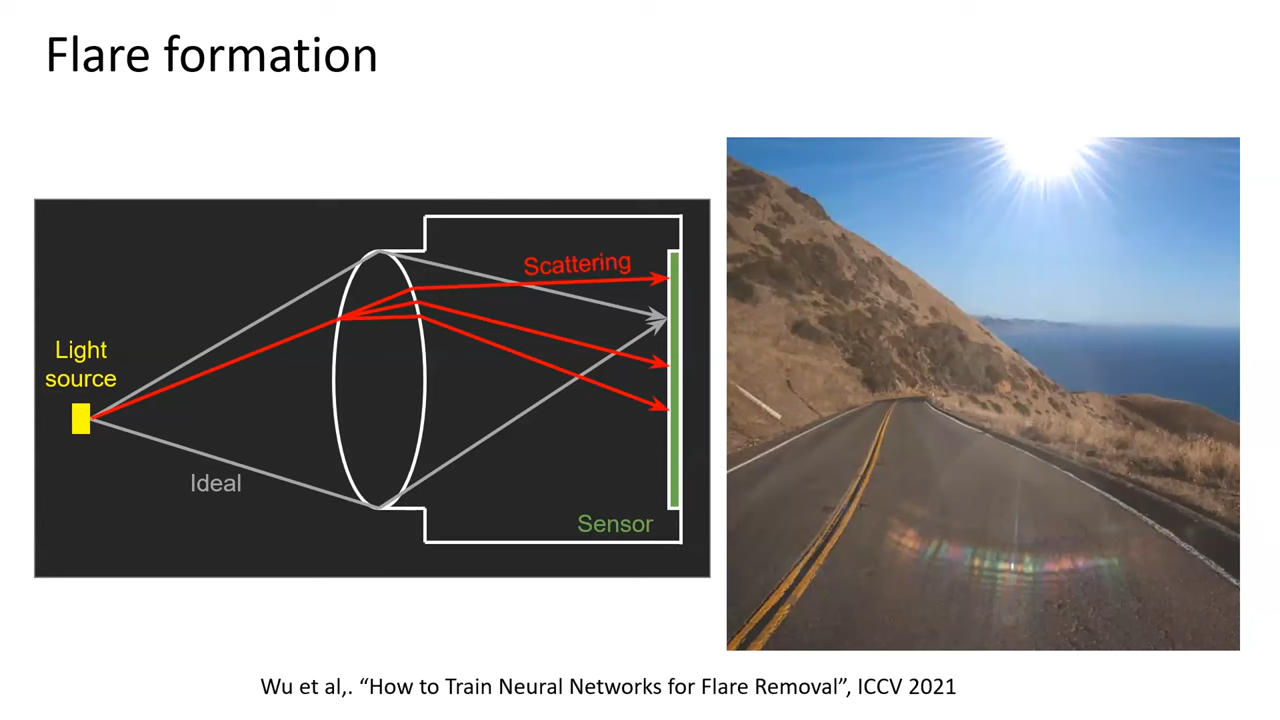 Flare formation
Scattering
Light
source
Ideal
Sensor
Wu et al,. “How to Train Neural Networks for Flare Removal”, ICCV 2021